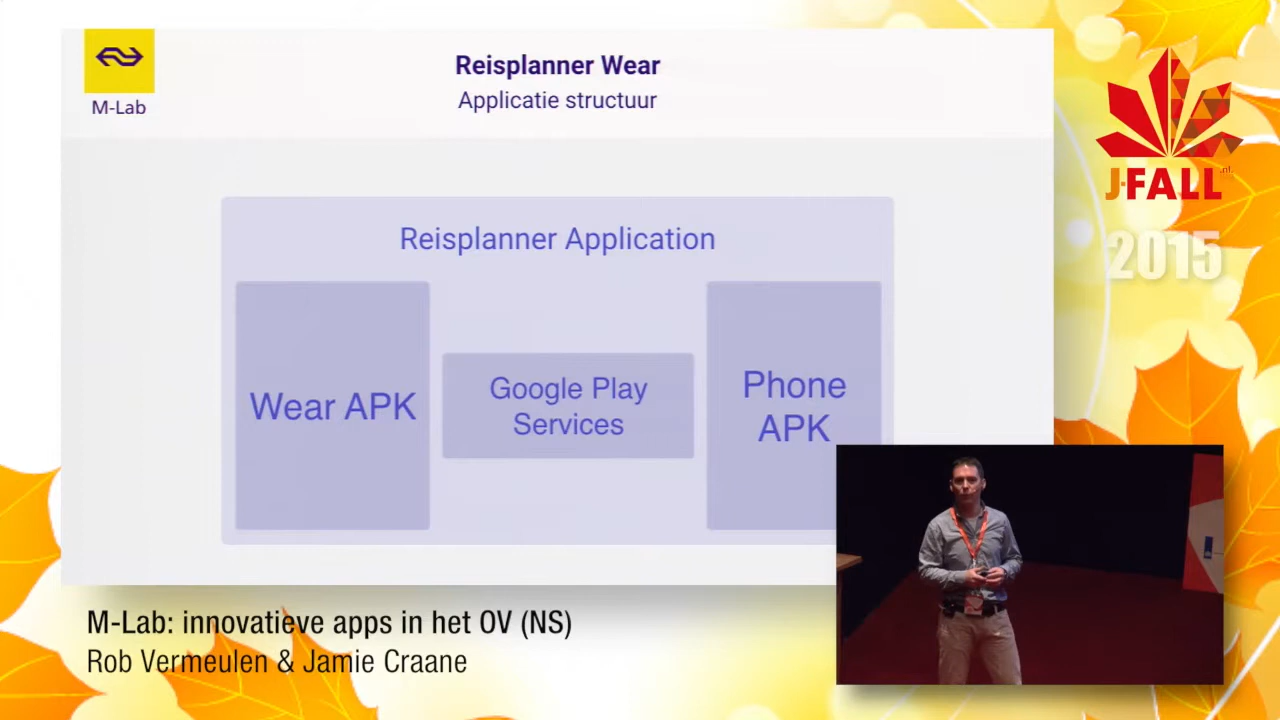 M-Lab
Reisplanner Wear
Applicatie structuur
Reisplanner Application
Wear APK
Google Play
Services
Phone
APK
J-FALL.nl
2015
M-Lab: innovatieve apps in het OV (NS)
Rob Vermeulen & Jamie Craane